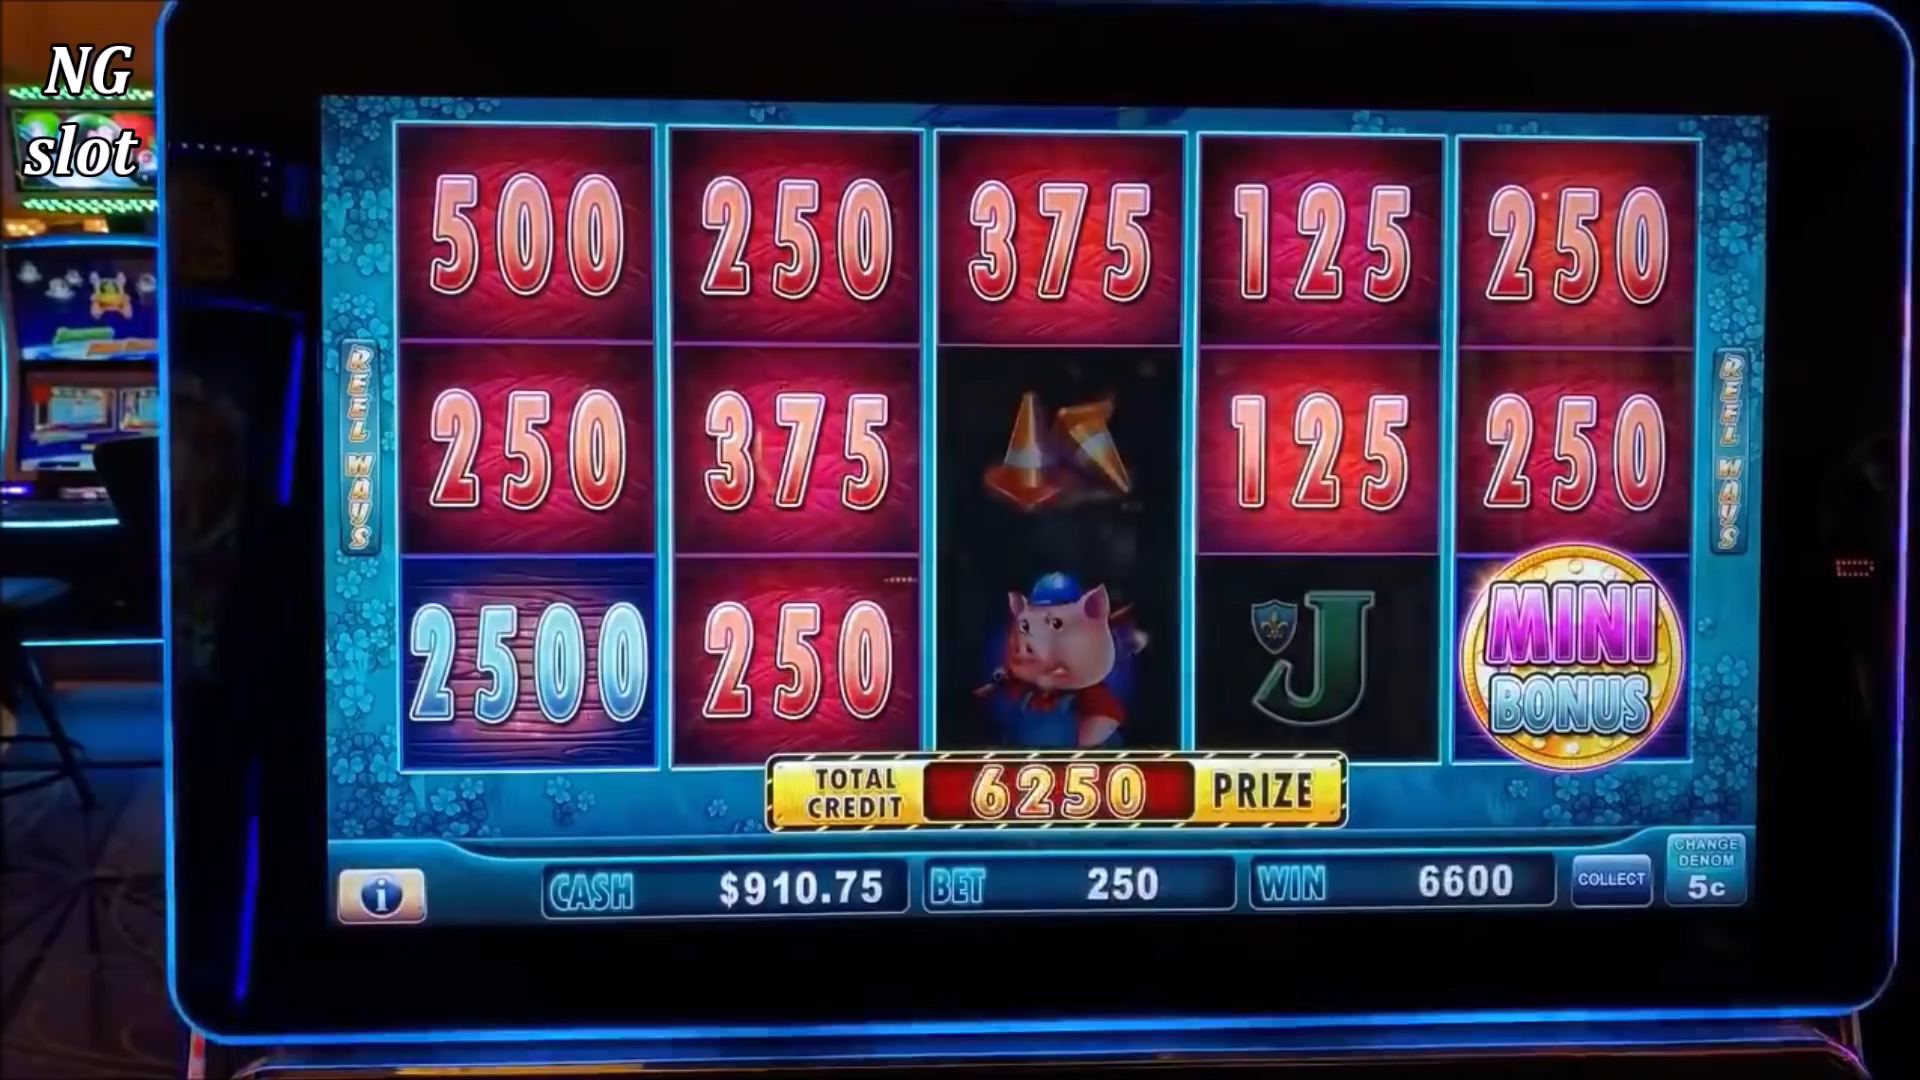 NG
slot
500 250 375 125 250
250 375 125 250
2500 250 J MINI
BONUS
REEL WAYS
REEL WAYS
TOTAL
CREDIT 6250 PRIZE
CASH $910.75 BET 250 WIN 6600 COLLECT
CHANGE
DENOM
5¢
i